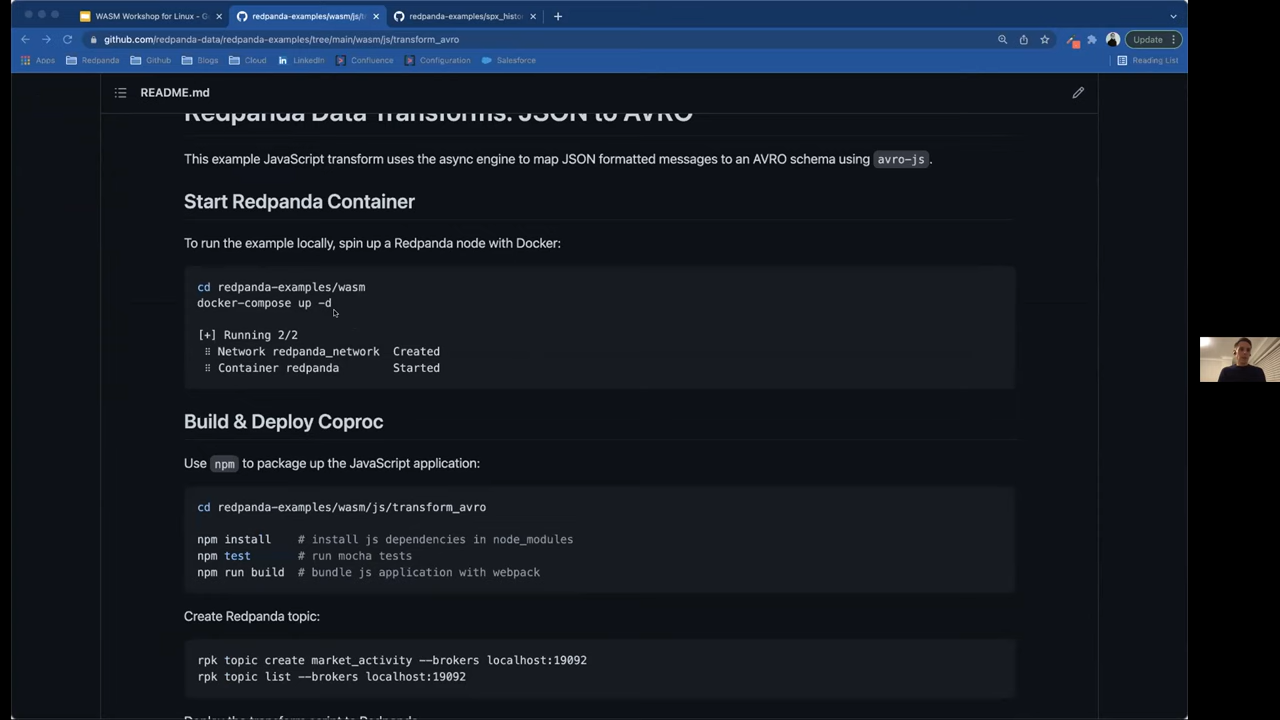 WASM Workshop for Linux - G
redpanda-examples/wasm/js/t
redpanda-examples/spx_histo
github.com/redpanda-data/redpanda-examples/tree/main/wasm/js/transform_avro
Update
Apps
Redpanda
Github
Blogs
Cloud
LinkedIn
Confluence
Configuration
Salesforce
Reading List
README.md
Redpanda Data Transforms: JSON to AVRO
This example JavaScript transform uses the async engine to map JSON formatted messages to an AVRO schema using avro-js.
Start Redpanda Container
To run the example locally, spin up a Redpanda node with Docker:
cd redpanda-examples/wasm
docker-compose up -d
[+] Running 2/2
⠿ Network redpanda_network Created
⠿ Container redpanda Started
Build & Deploy Coproc
Use npm to package up the JavaScript application:
cd redpanda-examples/wasm/js/transform_avro
npm install # install js dependencies in node_modules
npm test # run mocha tests
npm run build # bundle js application with webpack
Create Redpanda topic:
rpk topic create market_activity --brokers localhost:19092
rpk topic list --brokers localhost:19092
Deploy the transform script to Redpanda